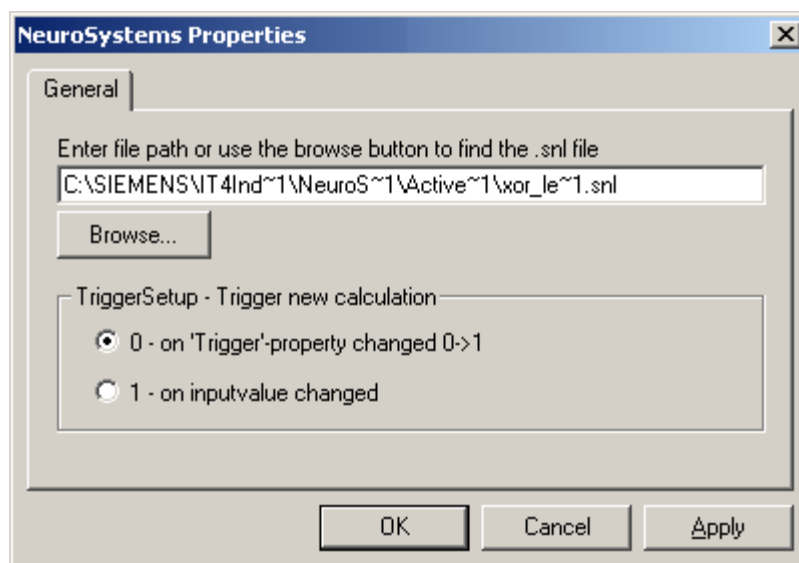 NeuroSystems Properties
General
Enter file path or use the browse button to find the .snl file
C:\SIEMENS\IT4Ind~1\NeuroS~1\Active~1\xor_le~1.snl
Browse...
TriggerSetup - Trigger new calculation
0 - on 'Trigger'-property changed 0->1
1 - on inputvalue changed
OK Cancel Apply